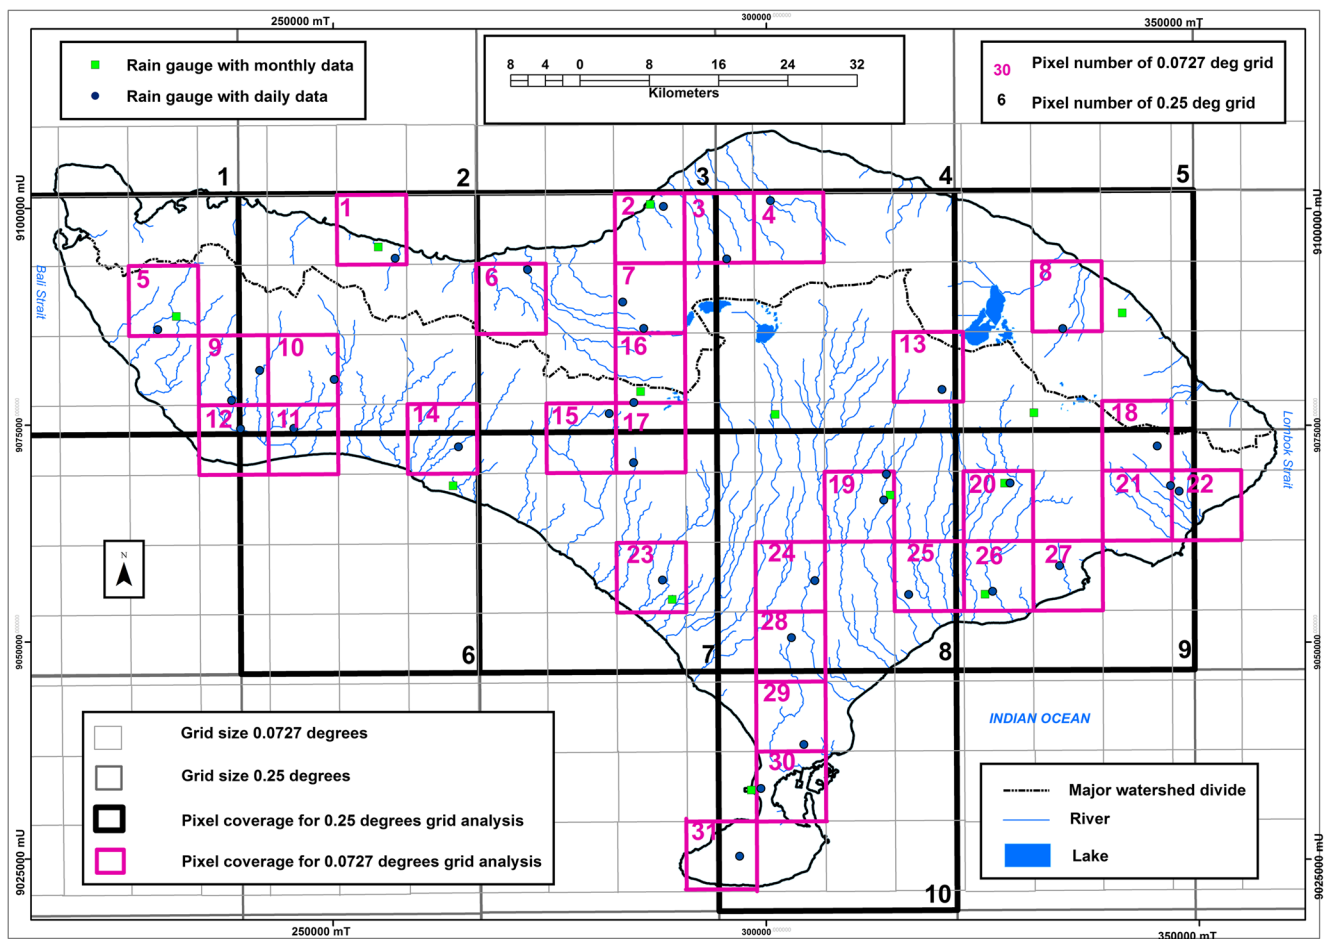 250000 mT
300000
350000 mT
Rain gauge with monthly data
Rain gauge with daily data
8 4 0 8 16 24 32
Kilometers
30 Pixel number of 0.0727 deg grid
6 Pixel number of 0.25 deg grid
9100000 mU
9100000 mU
1 2 3 4 5
1
2 3 4
5
6
7
8
Bali Strait
9 10
16
13
12 11 14 15 17 18
9075000
9075000
Lombok Strait
19 20 21 22
N
23 24 25 26 27
28
9050000
9050000
6 7 8 9
29
INDIAN OCEAN
30
31
10
Grid size 0.0727 degrees
Grid size 0.25 degrees
Pixel coverage for 0.25 degrees grid analysis
Pixel coverage for 0.0727 degrees grid analysis
Major watershed divide
River
Lake
9025000 mU
9025000 mU
250000 mT
300000
350000 mT